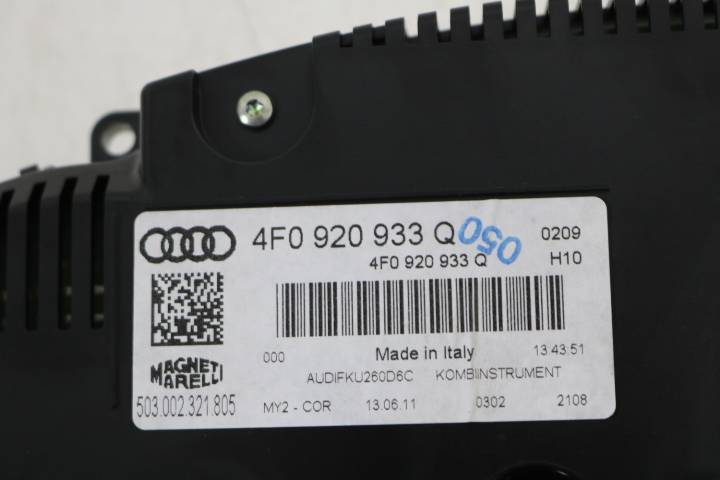 4F0 920 933 Q 050 0209
4F0 920 933 Q H10
000 Made in Italy 13.43.51
MAGNETI
MARELLI
AUDIFKU260D6C KOMBIINSTRUMENT
503.002.321.805 MY2 - COR 13.06.11 0302 2108